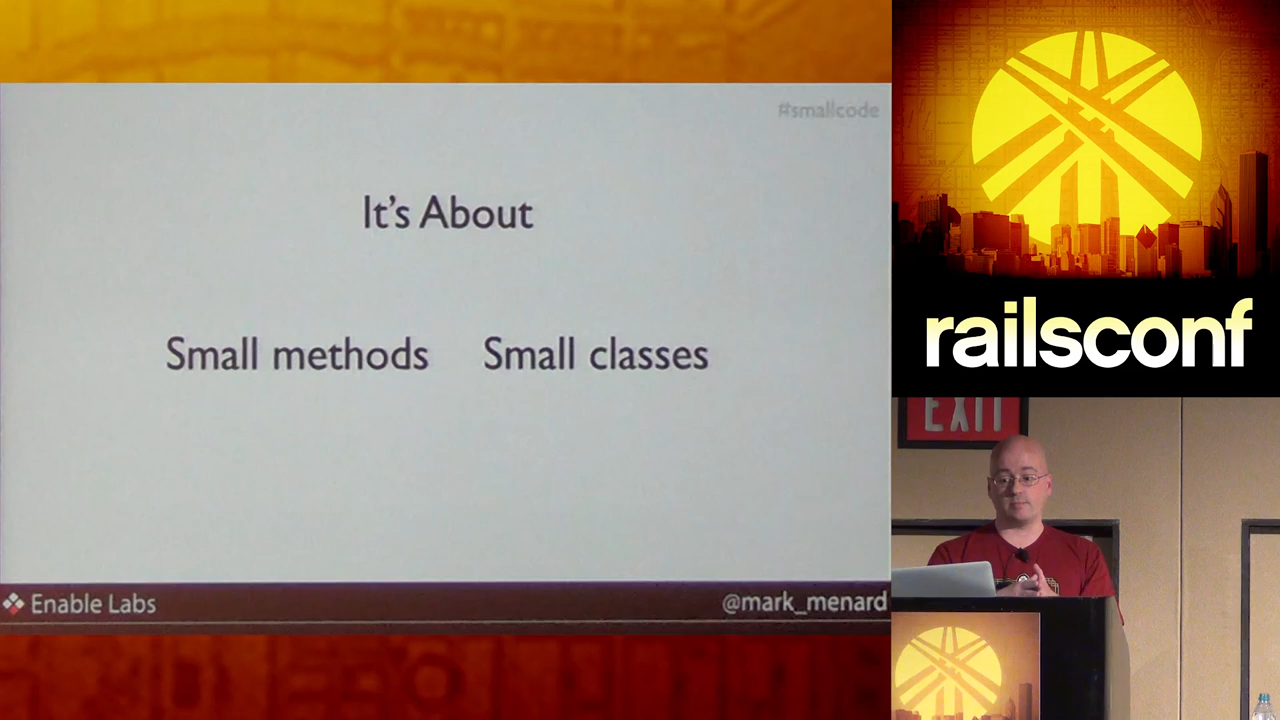 #smallcode
It's About
Small methods Small classes
Enable Labs
@mark_menard
railsconf
EXIT